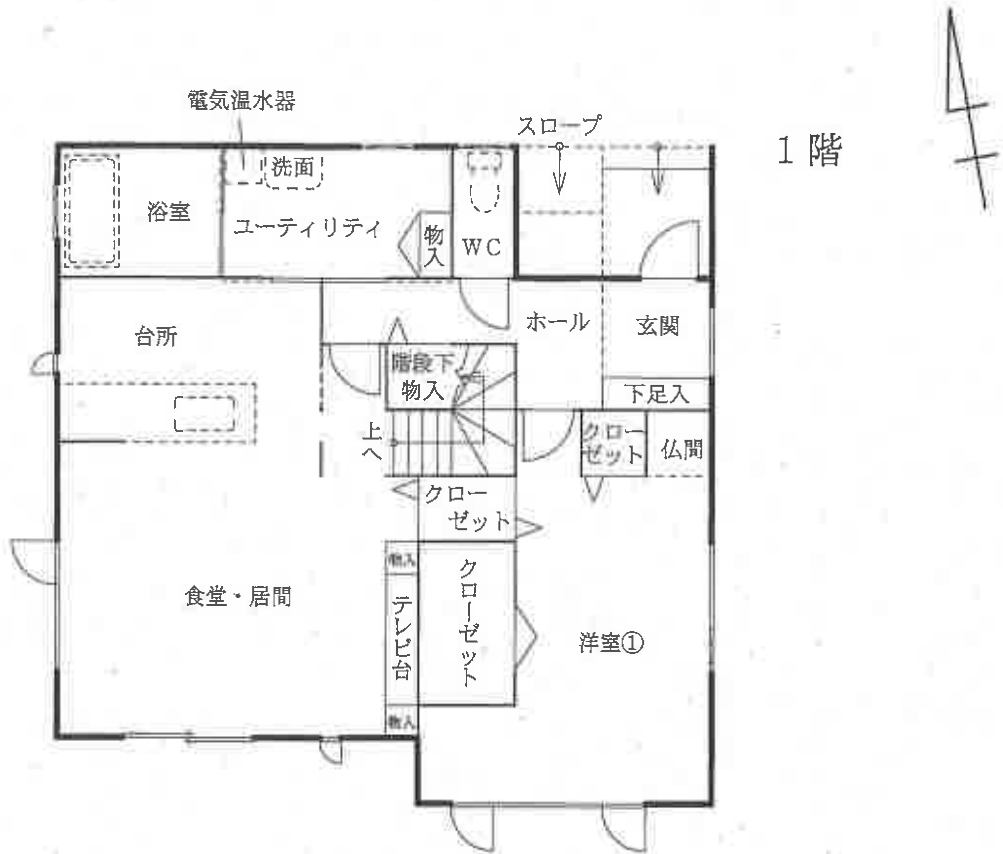 電気温水器
スロープ
1階
洗面
浴室
ユーティリティ
物入
WC
台所
ホール
玄関
階段下
物入
下足入
上へ
クロー
ゼット
仏間
クロー
ゼット
物入
食堂・居間
テレビ台
クローゼット
洋室①
物入